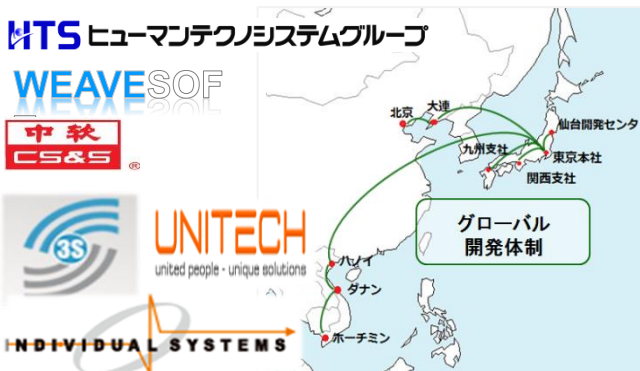 HTS ヒューマンテクノシステムグループ
WEAVESOF
中软
CS&S
®
3S
UNITECH
united people - unique solutions
INDIVIDUAL SYSTEMS
北京
大連
仙台開発センタ
九州支社
東京本社
関西支社
グローバル
開発体制
ハノイ
ダナン
ホーチミン